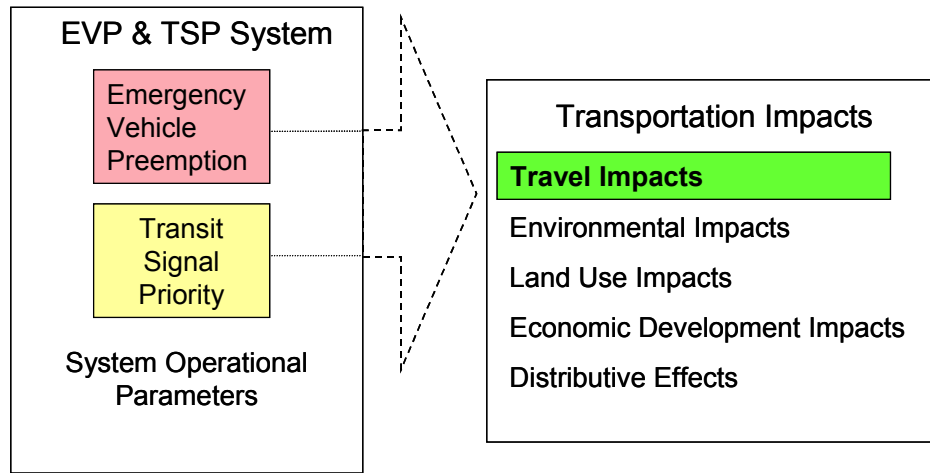 EVP & TSP System
Emergency
Vehicle
Preemption
Transit
Signal
Priority
System Operational
Parameters
Transportation Impacts
Travel Impacts
Environmental Impacts
Land Use Impacts
Economic Development Impacts
Distributive Effects